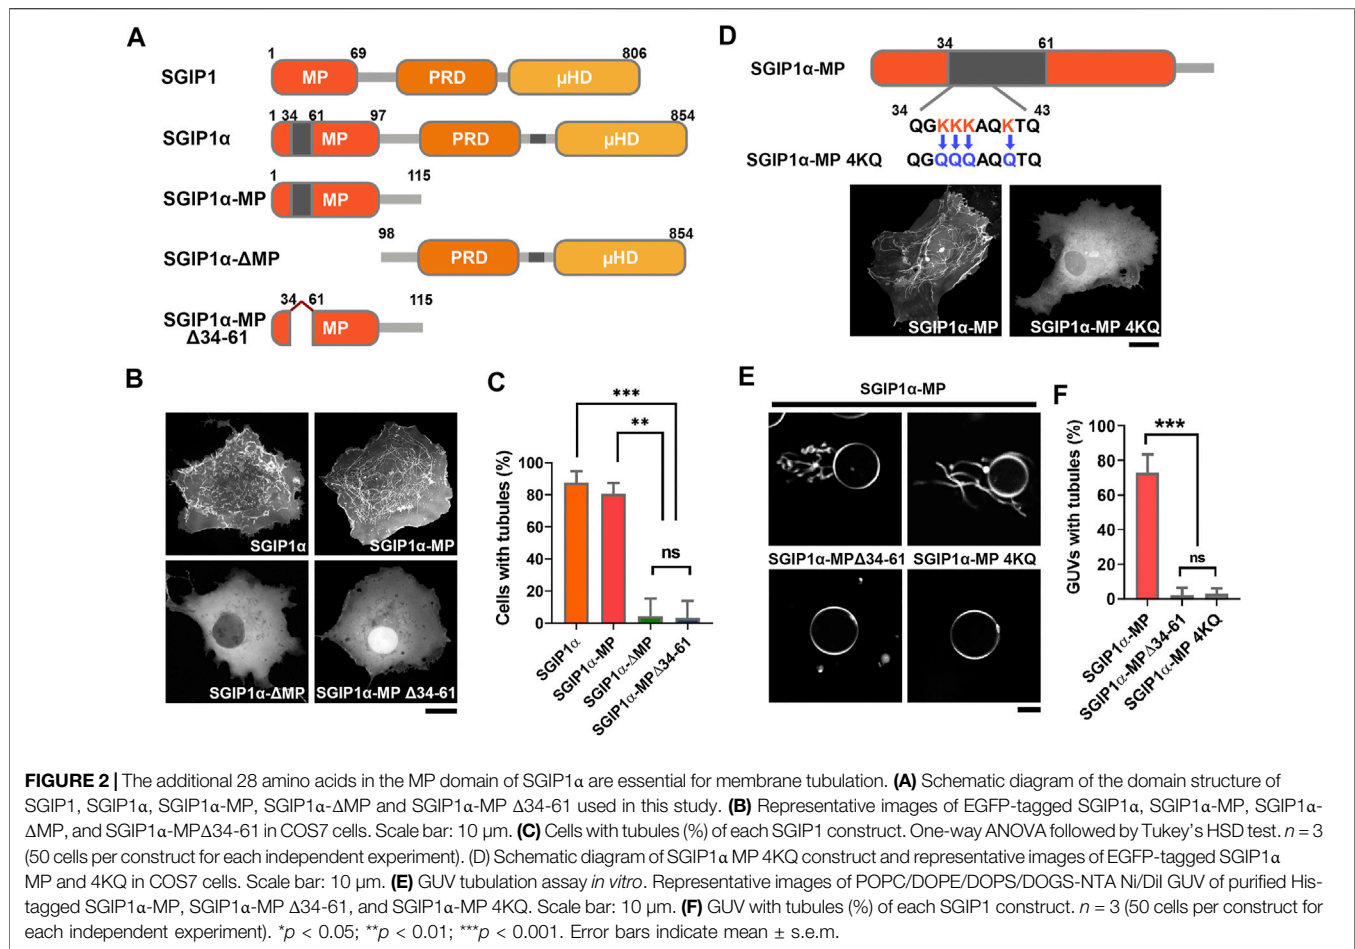 A
1 69 806
SGIP1 MP PRD µHD
1 34 61 97 854
SGIP1α MP PRD µHD
1 115
SGIP1α-MP MP
98 854
SGIP1α-ΔMP PRD µHD
34 61 115
SGIP1α-MP
Δ34-61 MP
B
SGIP1α SGIP1α-MP
SGIP1α-ΔMP SGIP1α-MP Δ34-61
C
***
**
ns
Cells with tubules (%)
100
80
60
40
20
0
SGIP1α
SGIP1α-MP
SGIP1α-ΔMP
SGIP1α-MPΔ34-61
D
34 61
SGIP1α-MP
34 43
QGKKKAQKTQ
SGIP1α-MP 4KQ QGQQQAQQTQ
SGIP1α-MP SGIP1α-MP 4KQ
E
SGIP1α-MP
SGIP1α-MPΔ34-61 SGIP1α-MP 4KQ
F
***
ns
GUVs with tubules (%)
100
80
60
40
20
0
SGIP1α-MP
SGIP1α-MPΔ34-61
SGIP1α-MP 4KQ
FIGURE 2 | The additional 28 amino acids in the MP domain of SGIP1α are essential for membrane tubulation. (A) Schematic diagram of the domain structure of
SGIP1, SGIP1α, SGIP1α-MP, SGIP1α-ΔMP and SGIP1α-MP Δ34-61 used in this study. (B) Representative images of EGFP-tagged SGIP1α, SGIP1α-MP, SGIP1α-
ΔMP, and SGIP1α-MPΔ34-61 in COS7 cells. Scale bar: 10 µm. (C) Cells with tubules (%) of each SGIP1 construct. One-way ANOVA followed by Tukey's HSD test. n = 3
(50 cells per construct for each independent experiment). (D) Schematic diagram of SGIP1α MP 4KQ construct and representative images of EGFP-tagged SGIP1α
MP and 4KQ in COS7 cells. Scale bar: 10 µm. (E) GUV tubulation assay in vitro. Representative images of POPC/DOPE/DOPS/DOGS-NTA Ni/DiI GUV of purified His-
tagged SGIP1α-MP, SGIP1α-MP Δ34-61, and SGIP1α-MP 4KQ. Scale bar: 10 µm. (F) GUV with tubules (%) of each SGIP1 construct. n = 3 (50 cells per construct for
each independent experiment). *p < 0.05; **p < 0.01; ***p < 0.001. Error bars indicate mean ± s.e.m.